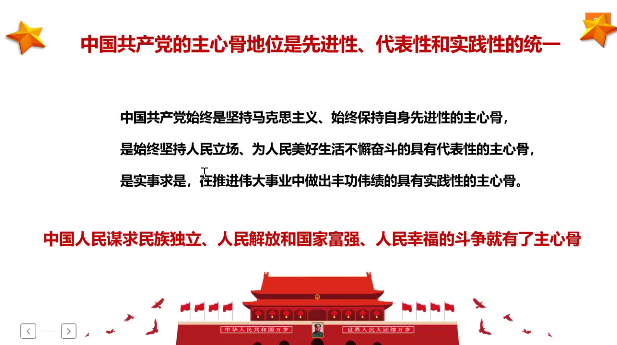 中国共产党的主心骨地位是先进性、代表性和实践性的统一
中国共产党始终是坚持马克思主义、始终保持自身先进性的主心骨，
是始终坚持人民立场、为人民美好生活不懈奋斗的具有代表性的主心骨，
是实事求是，在推进伟大事业中做出丰功伟绩的具有实践性的主心骨。
中国人民谋求民族独立、人民解放和国家富强、人民幸福的斗争就有了主心骨
中华人民共和国万岁
世界人民大团结万岁